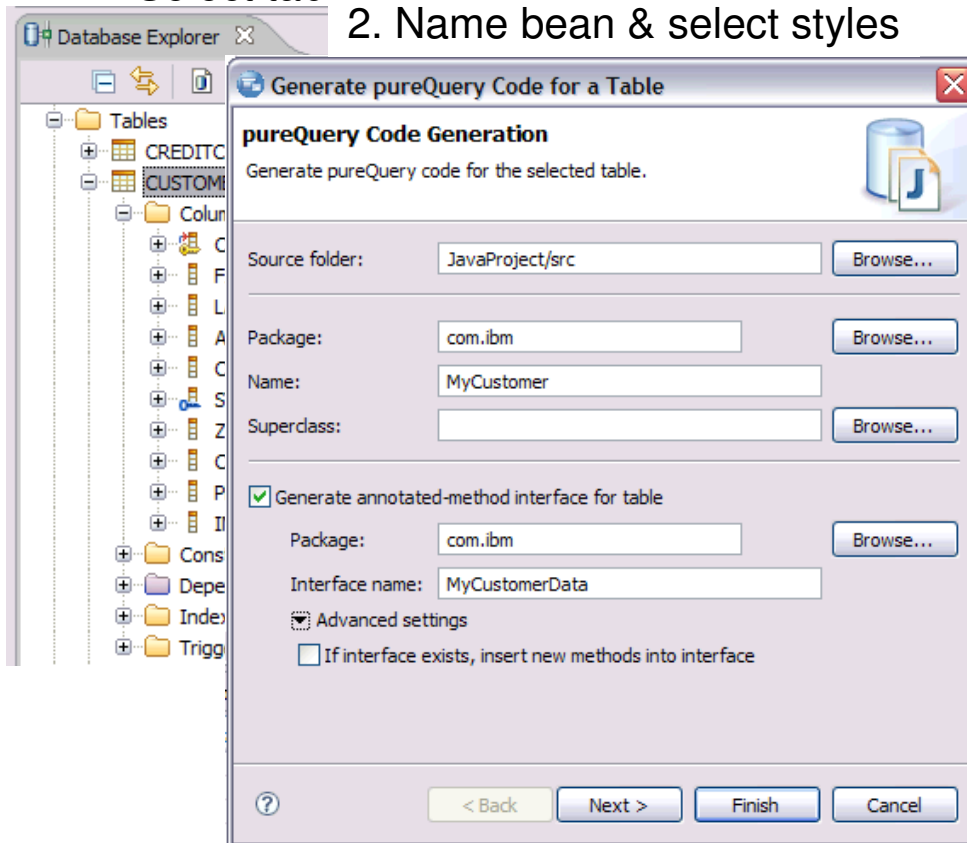 2. Name bean & select styles
Database Explorer
Tables
CREDITC
CUSTOME
Colum
C
F
L
A
C
S
Z
C
P
Cons
Depe
Index
Trigg
Generate pureQuery Code for a Table
pureQuery Code Generation
Generate pureQuery code for the selected table.
J
Source folder:
JavaProject/src
Browse...
Package:
com.ibm
Browse...
Name:
MyCustomer
Superclass:
Browse...
Generate annotated-method interface for table
Package:
com.ibm
Browse...
Interface name:
MyCustomerData
Advanced settings
If interface exists, insert new methods into interface
?
< Back
Next >
Finish
Cancel